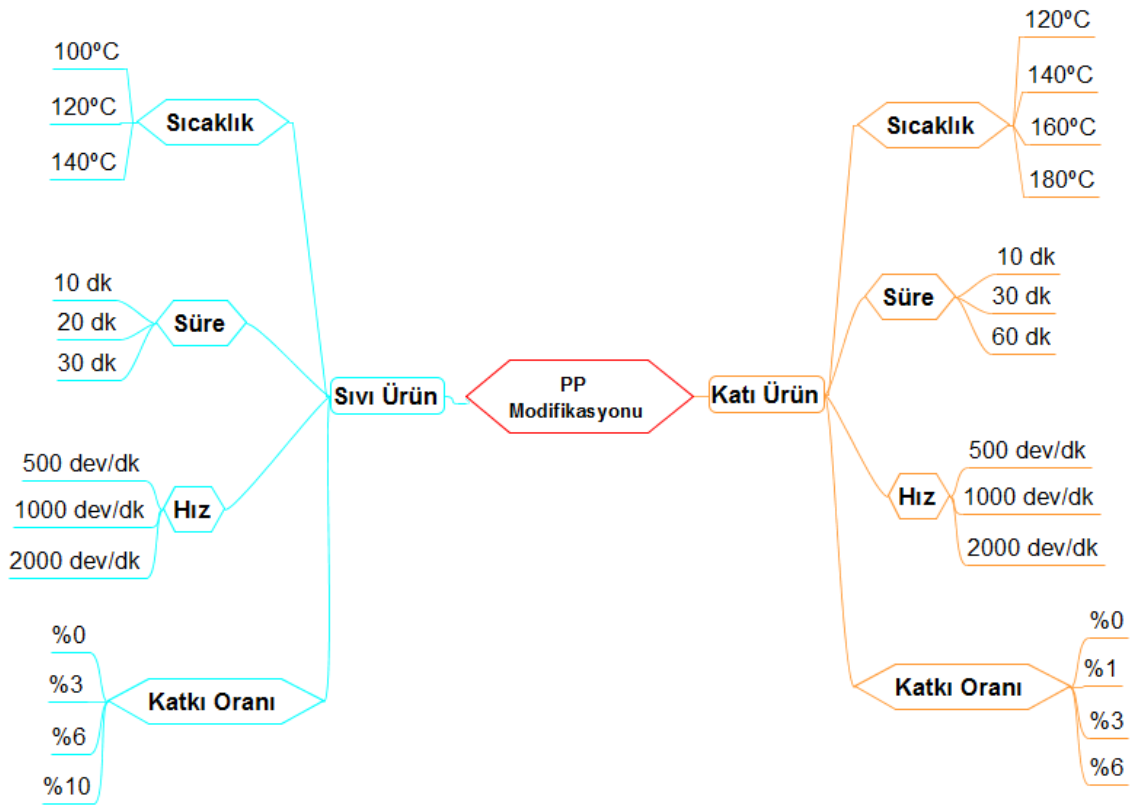 PP
Modifikasyonu
Sıvı Ürün
Sıcaklık
100ºC
120ºC
140ºC
Süre
10 dk
20 dk
30 dk
Hız
500 dev/dk
1000 dev/dk
2000 dev/dk
Katkı Oranı
%0
%3
%6
%10
Katı Ürün
Sıcaklık
120ºC
140ºC
160ºC
180ºC
Süre
10 dk
30 dk
60 dk
Hız
500 dev/dk
1000 dev/dk
2000 dev/dk
Katkı Oranı
%0
%1
%3
%6